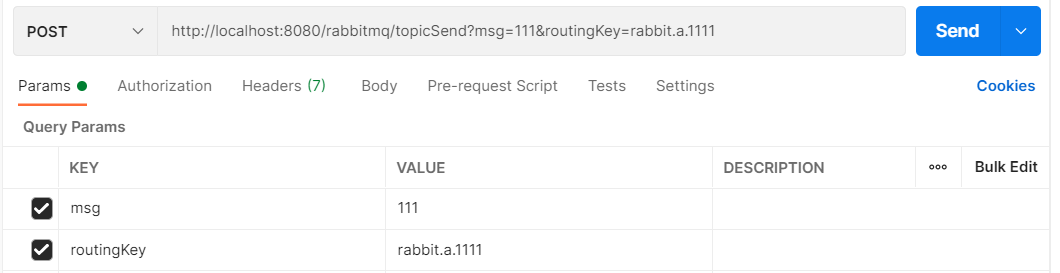 POST http://localhost:8080/rabbitmq/topicSend?msg=111&routingKey=rabbit.a.1111 Send
Params Authorization Headers (7) Body Pre-request Script Tests Settings Cookies
Query Params
KEY VALUE DESCRIPTION ooo Bulk Edit
msg 111
routingKey rabbit.a.1111